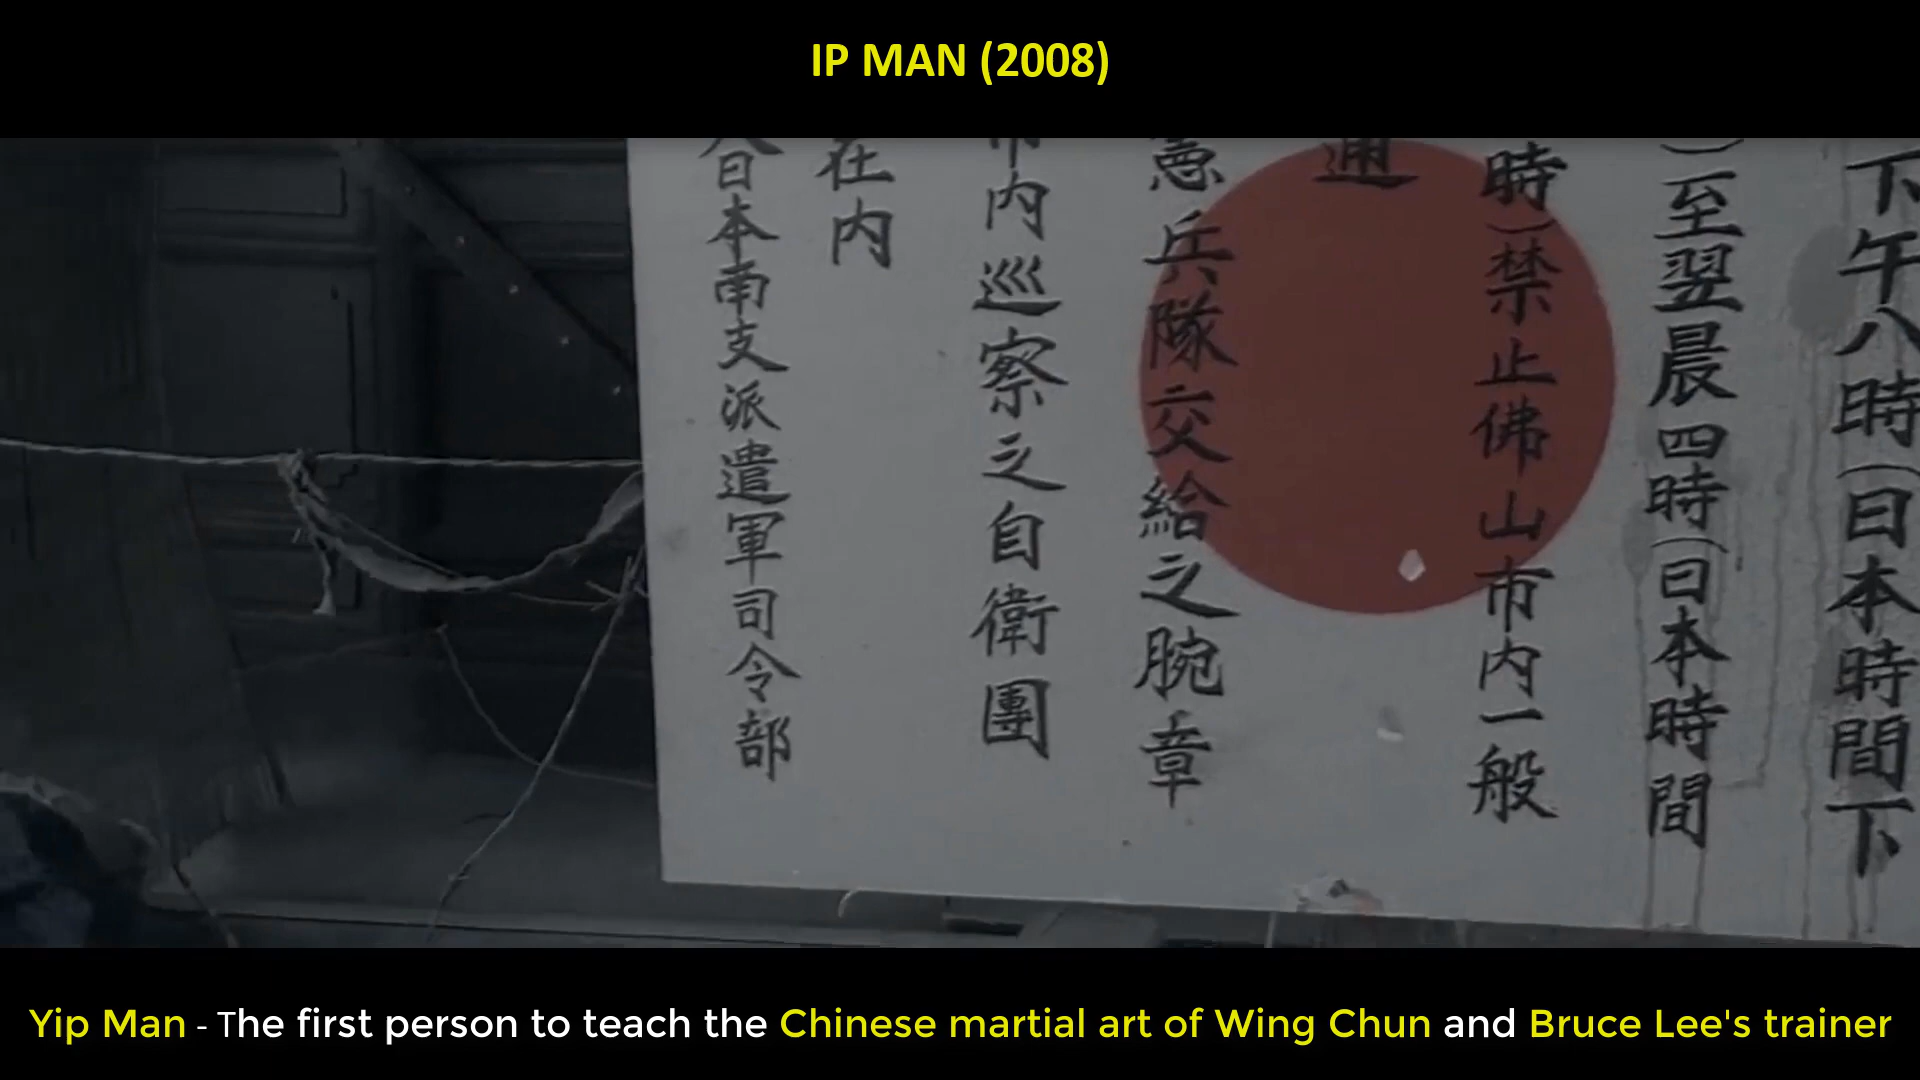 IP MAN (2008)
下午八時(日本時間下
)至翌晨四時(日本時間
時)禁止佛山市内一般
通
憲兵隊交給之腕章
市内巡察之自衛團
在内
日本南支派遣軍司令部
Yip Man - The first person to teach the Chinese martial art of Wing Chun and Bruce Lee's trainer